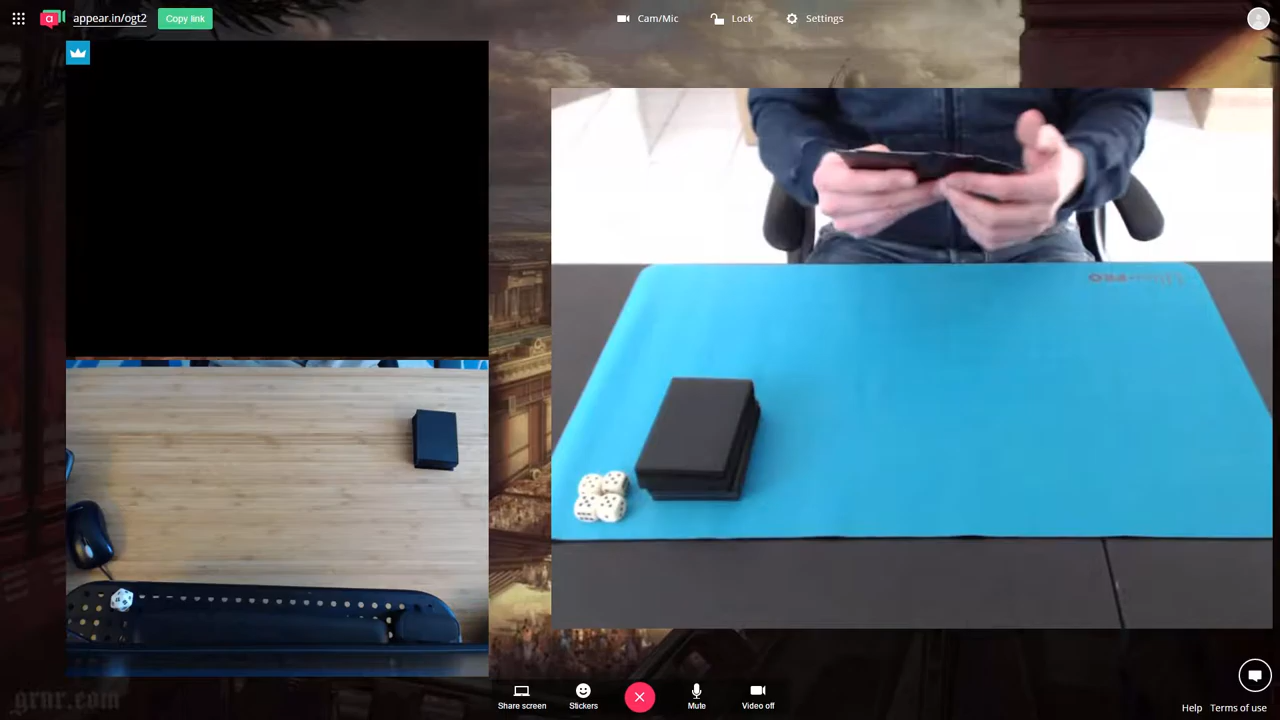 appear.in/ogt2
Copy link
Cam/Mic
Lock
Settings
Share screen
Stickers
Mute
Video off
Help
Terms of use